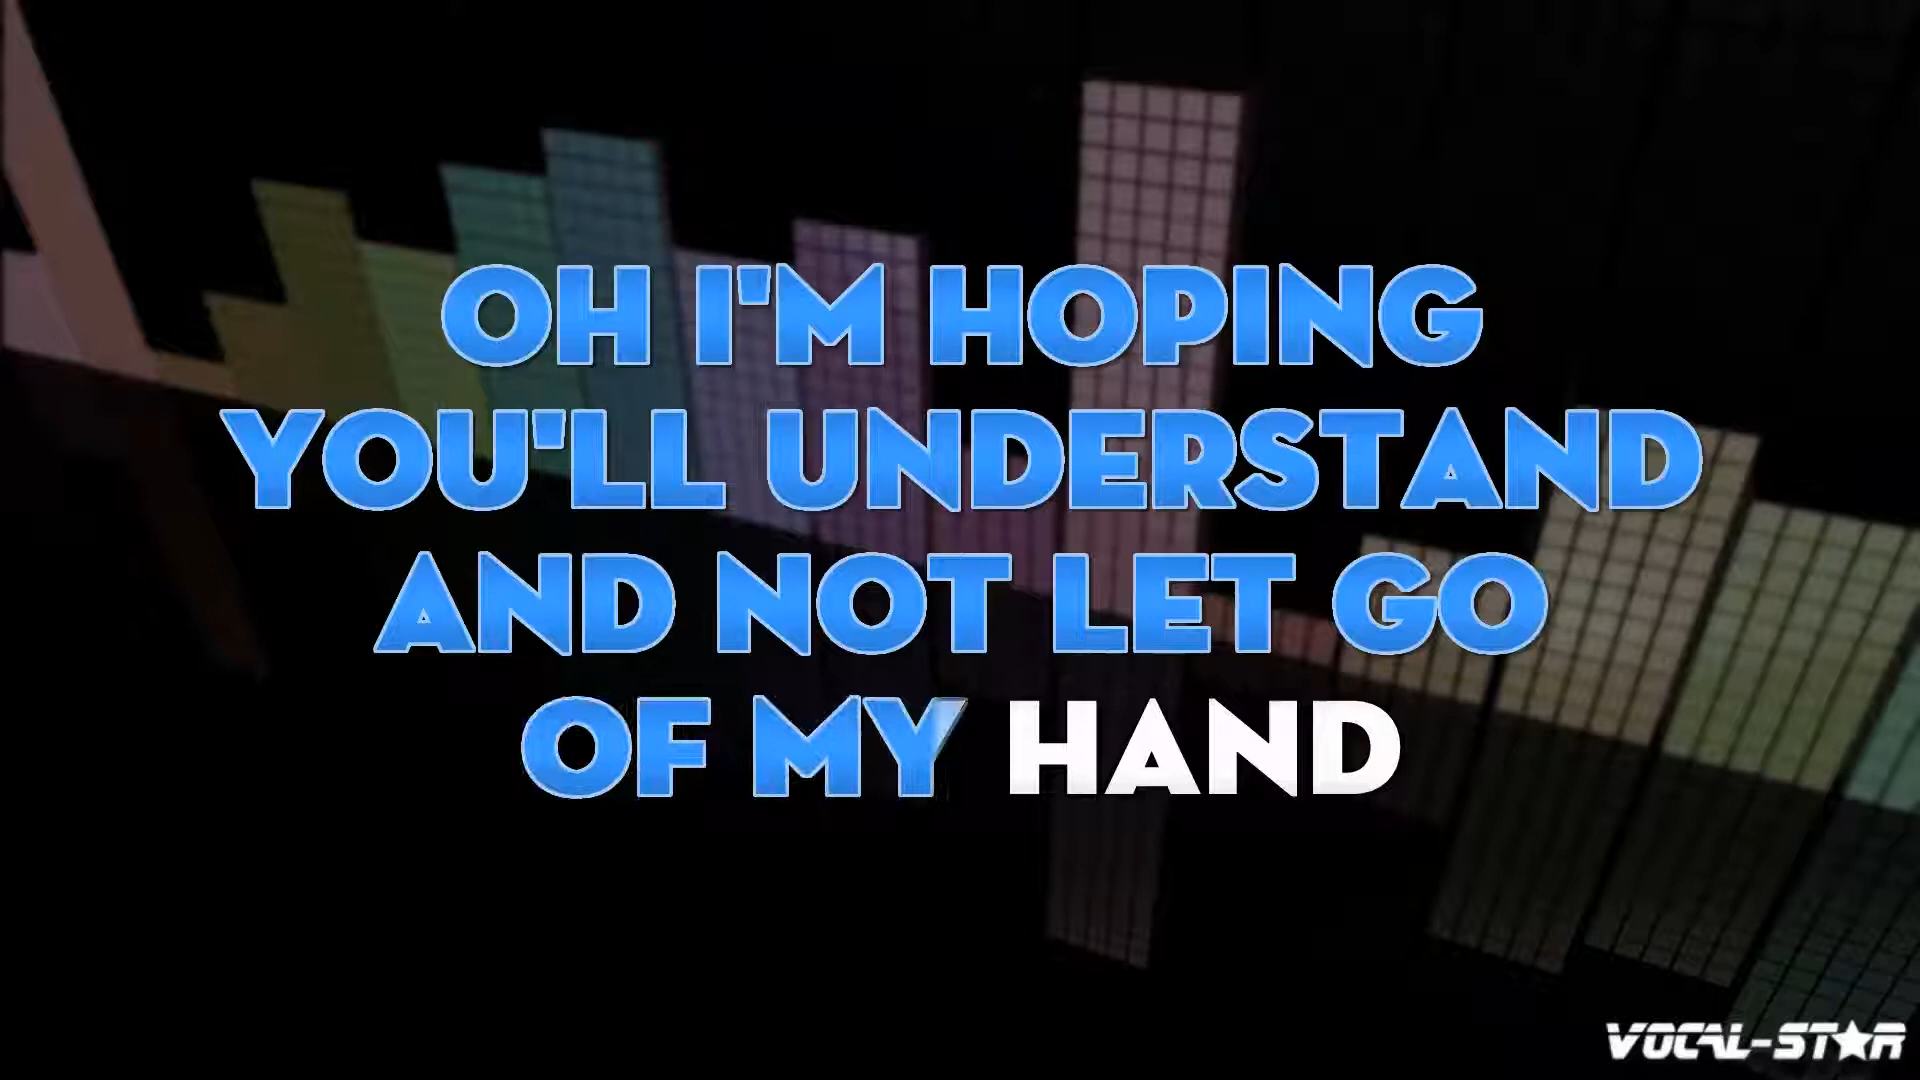 OH I'M HOPING
YOU'LL UNDERSTAND
AND NOT LET GO
OF MY HAND
VOCAL-STAR